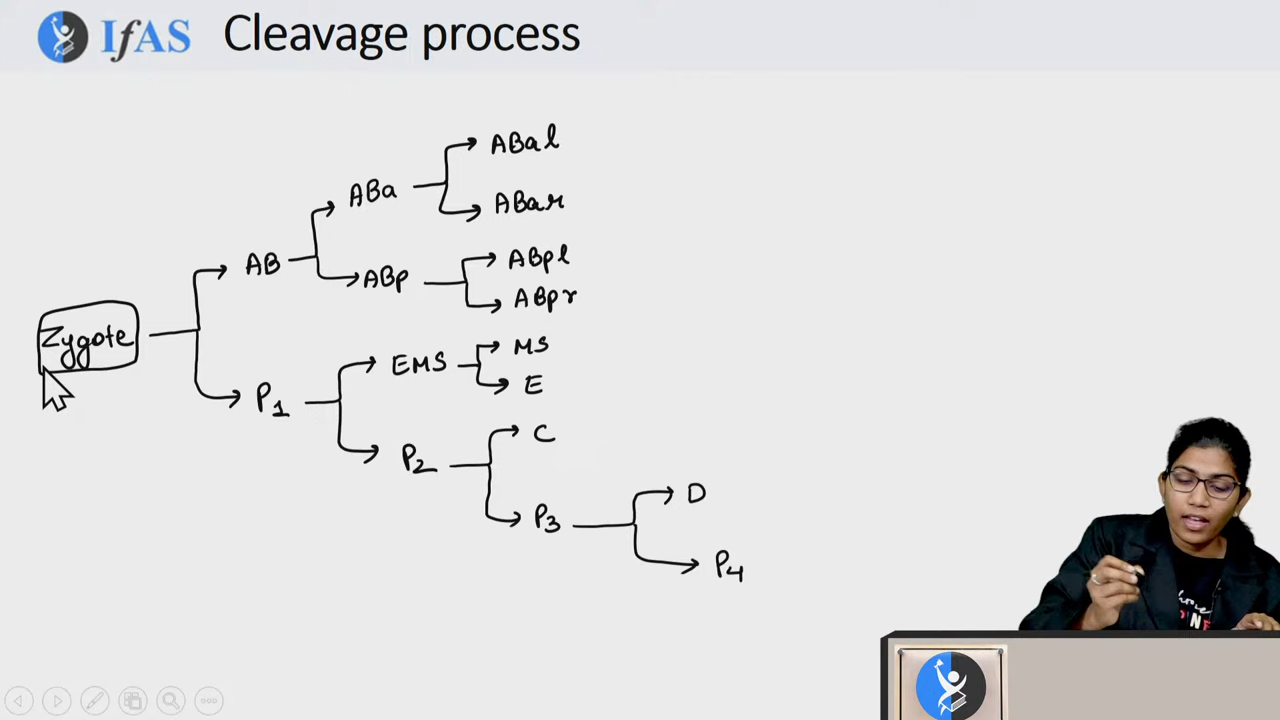 IfAS Cleavage process
ABal
ABa
ABar
AB
ABpl
ABp
ABpr
Zygote
MS
EMS
E
P1
C
P2
D
P3
P4